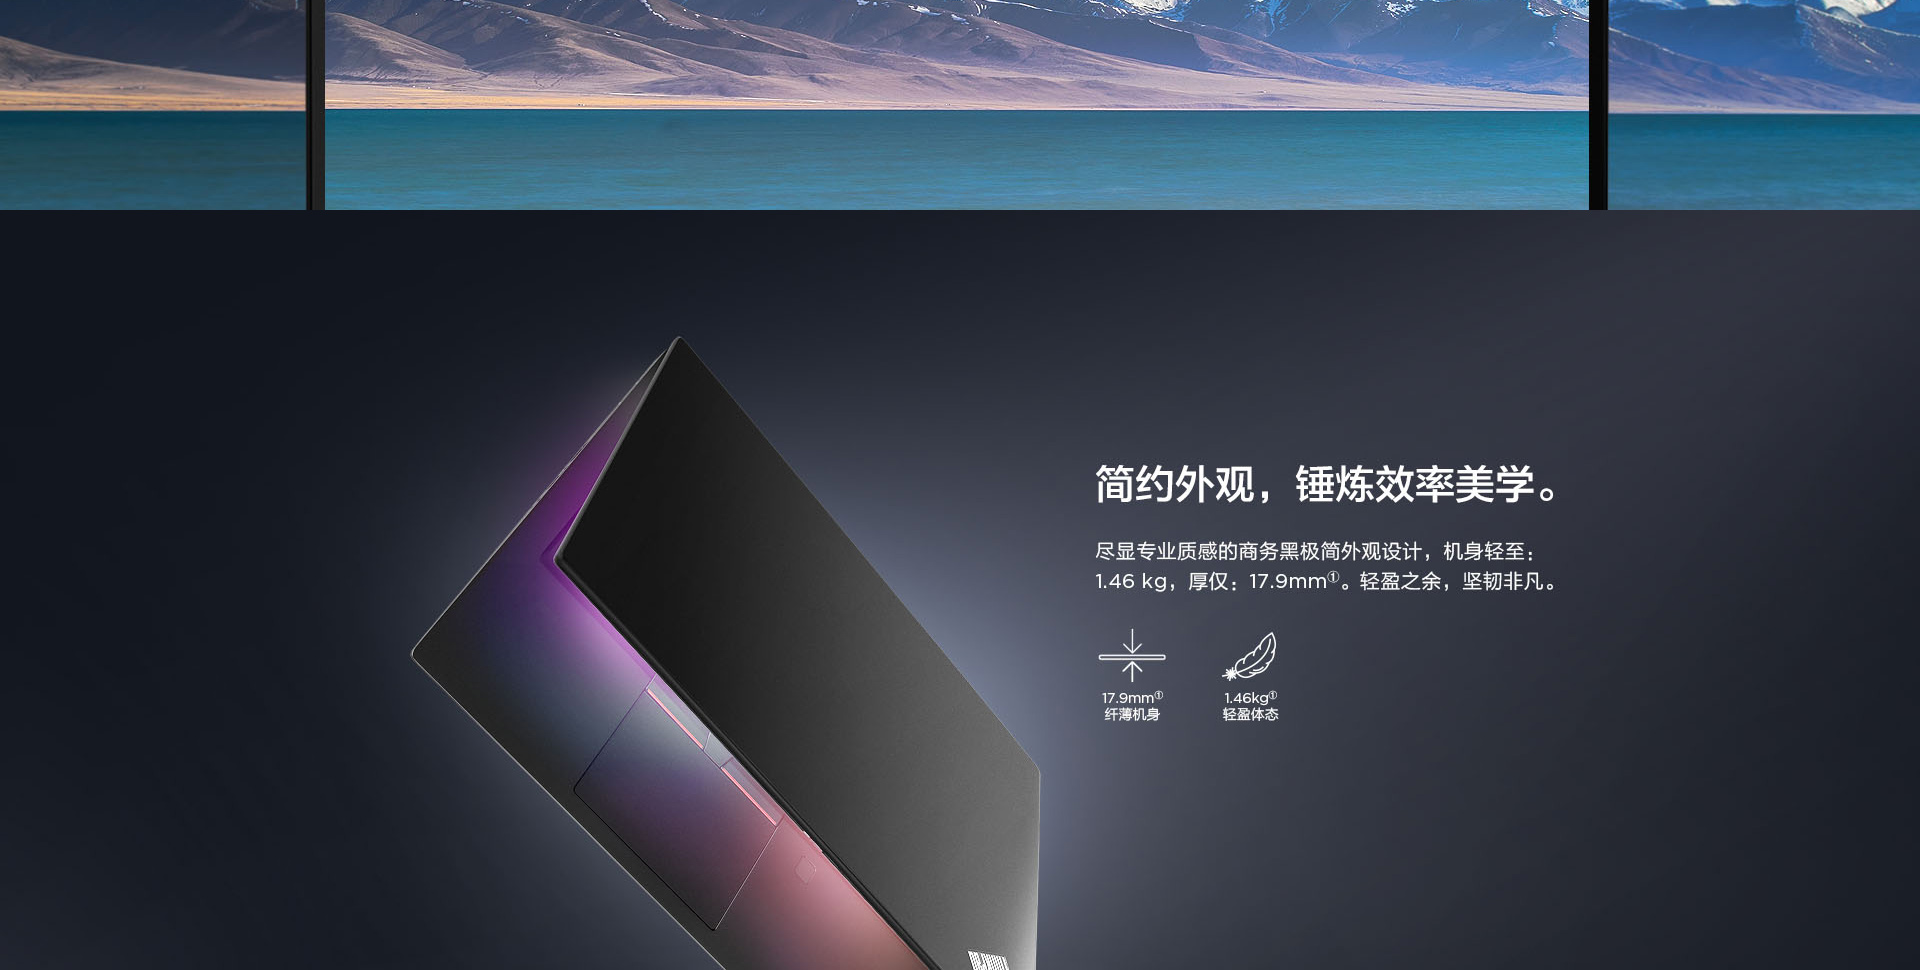 简约外观，锤炼效率美学。
尽显专业质感的商务黑极简外观设计，机身轻至：
1.46 kg，厚仅：17.9mm①。轻盈之余，坚韧非凡。
17.9mm① 1.46kg①
纤薄机身 轻盈体态